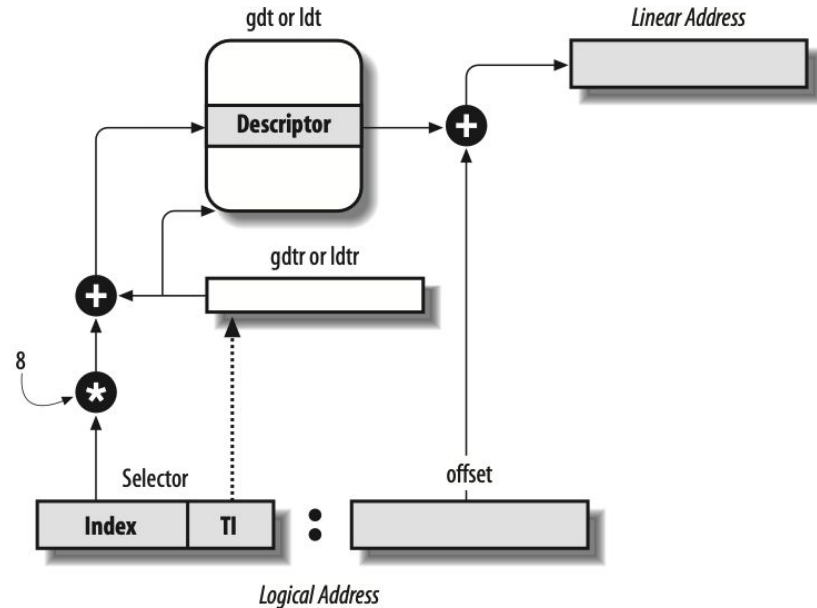 gdt or ldt
Linear Address
Descriptor
+
gdtr or ldtr
+
8
*
Selector
offset
Index
TI
:
Logical Address